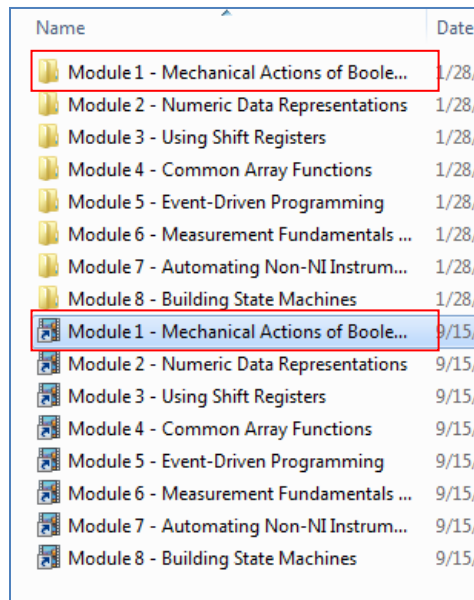 Name Date
Module 1 - Mechanical Actions of Boole... 1/28/
Module 2 - Numeric Data Representations 1/28/
Module 3 - Using Shift Registers 1/28/
Module 4 - Common Array Functions 1/28/
Module 5 - Event-Driven Programming 1/28/
Module 6 - Measurement Fundamentals ... 1/28/
Module 7 - Automating Non-NI Instrum... 1/28/
Module 8 - Building State Machines 1/28/
Module 1 - Mechanical Actions of Boole... 9/15/
Module 2 - Numeric Data Representations 9/15/
Module 3 - Using Shift Registers 9/15/
Module 4 - Common Array Functions 9/15/
Module 5 - Event-Driven Programming 9/15/
Module 6 - Measurement Fundamentals ... 9/15/
Module 7 - Automating Non-NI Instrum... 9/15/
Module 8 - Building State Machines 9/15/